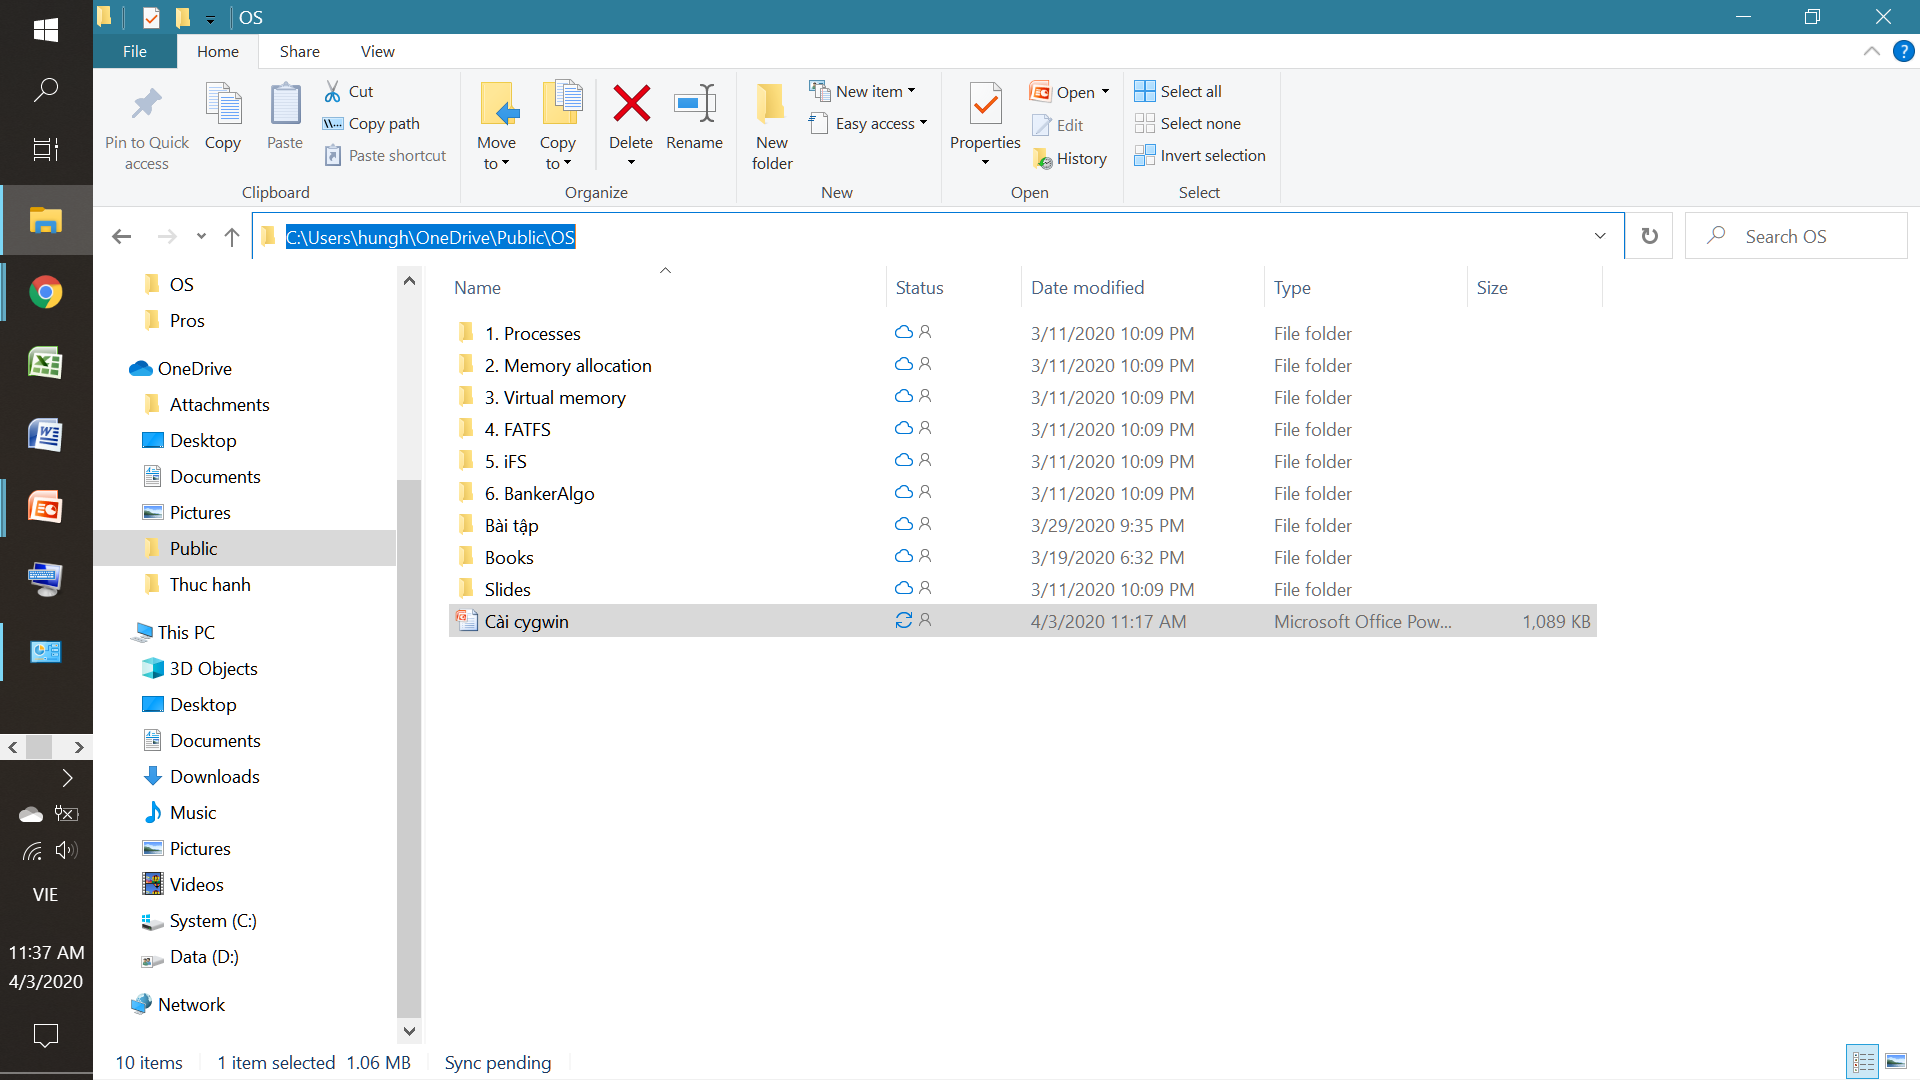 OS
File Home Share View
Pin to Quick access
Copy
Paste
Cut
Copy path
Paste shortcut
Clipboard
Move to
Copy to
Delete
Rename
Organize
New folder
New item
Easy access
New
Properties
Open
Edit
History
Open
Select all
Select none
Invert selection
Select
C:\Users\hungh\OneDrive\Public\OS
Search OS
OS
Pros
OneDrive
Attachments
Desktop
Documents
Pictures
Public
Thuc hanh
This PC
3D Objects
Desktop
Documents
Downloads
Music
Pictures
Videos
System (C:)
Data (D:)
Network
Name Status Date modified Type Size
1. Processes 3/11/2020 10:09 PM File folder
2. Memory allocation 3/11/2020 10:09 PM File folder
3. Virtual memory 3/11/2020 10:09 PM File folder
4. FATFS 3/11/2020 10:09 PM File folder
5. iFS 3/11/2020 10:09 PM File folder
6. BankerAlgo 3/11/2020 10:09 PM File folder
Bài tập 3/29/2020 9:35 PM File folder
Books 3/19/2020 6:32 PM File folder
Slides 3/11/2020 10:09 PM File folder
Cài cygwin 4/3/2020 11:17 AM Microsoft Office Pow... 1,089 KB
VIE
11:37 AM
4/3/2020
10 items 1 item selected 1.06 MB Sync pending